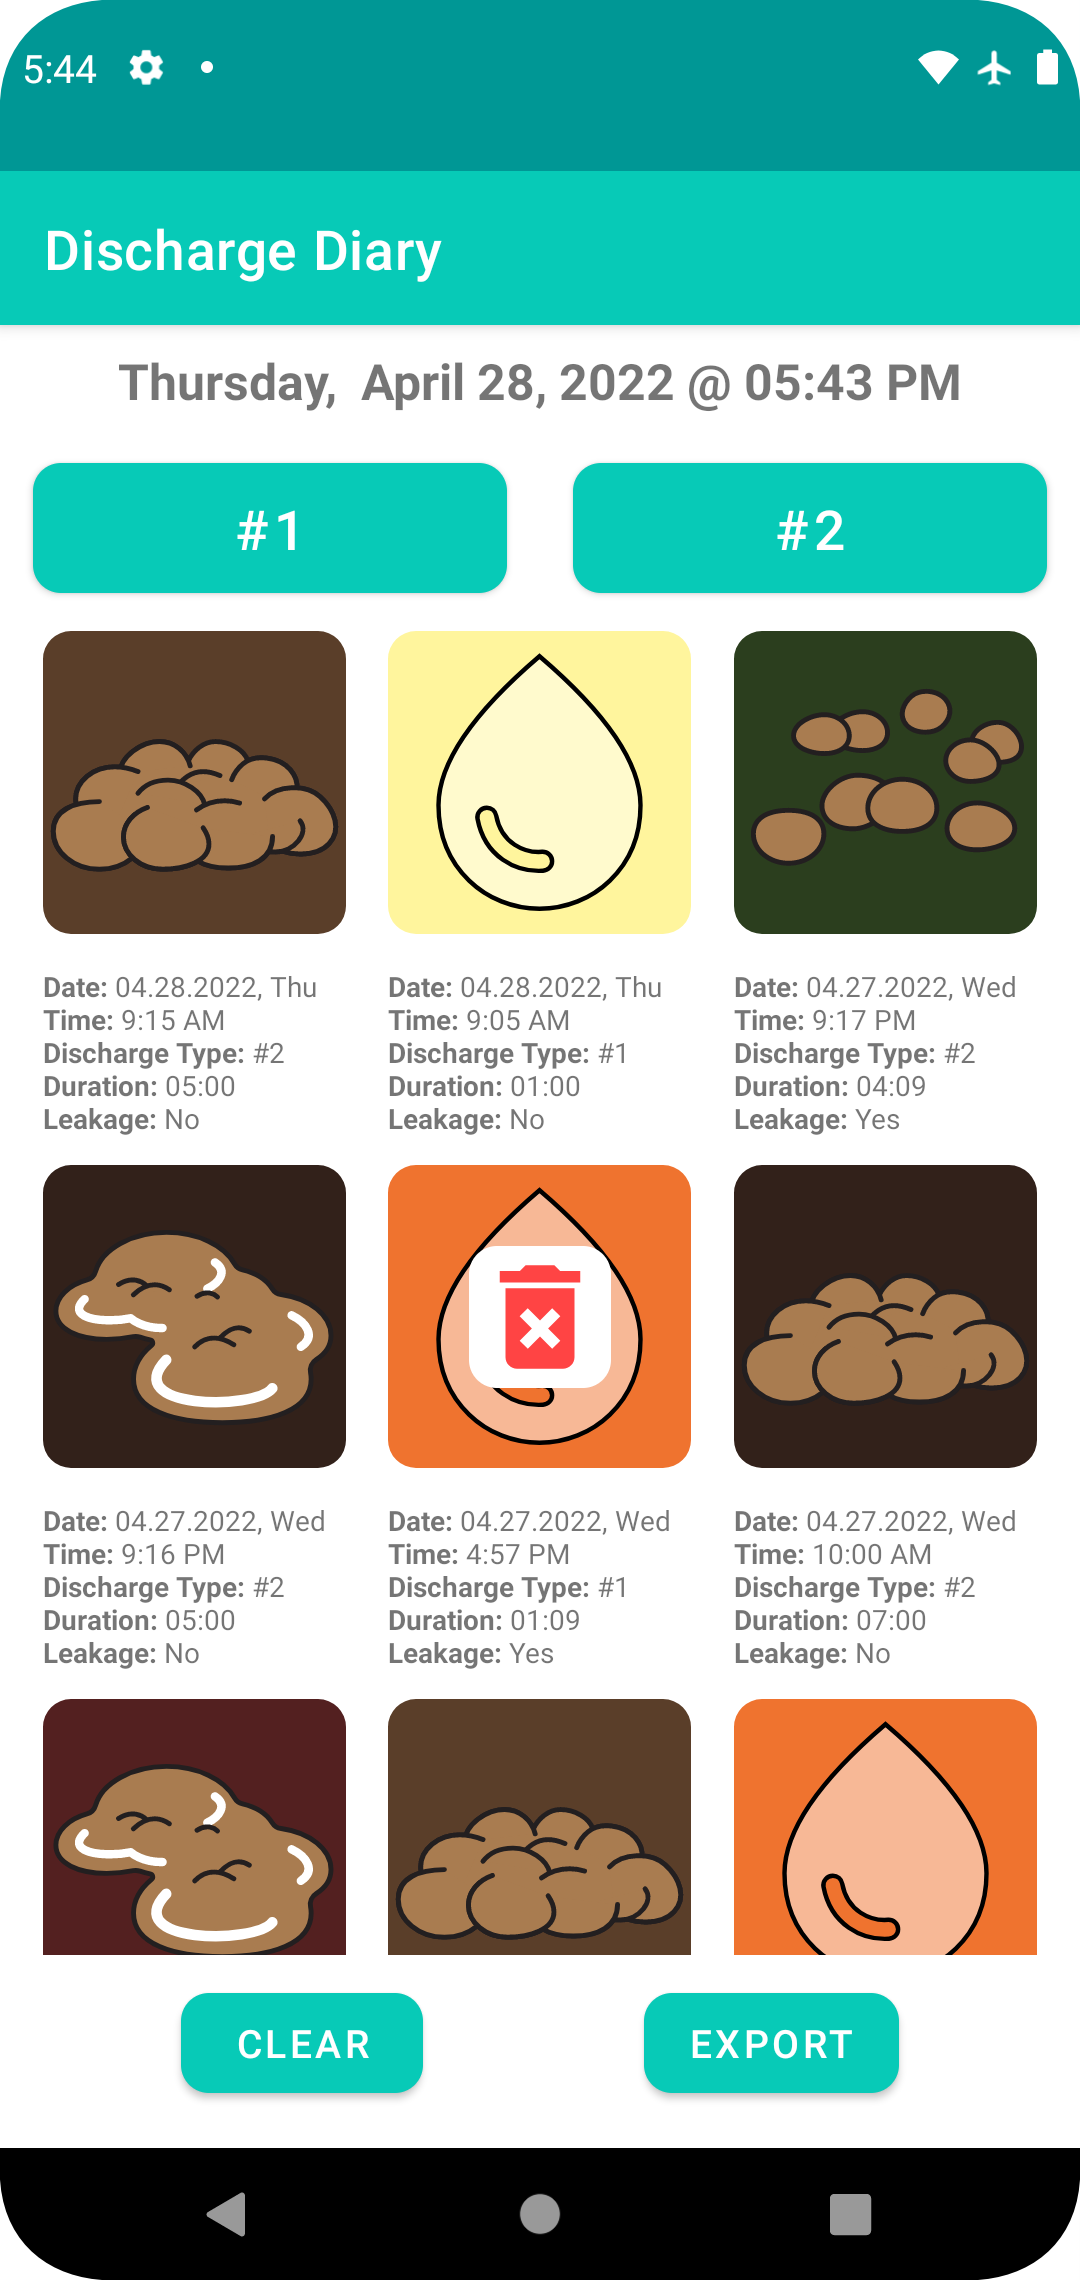 5:44
Discharge Diary
Thursday,  April 28, 2022 @ 05:43 PM
#1
#2
Date: 04.28.2022, Thu
Time: 9:15 AM
Discharge Type: #2
Duration: 05:00
Leakage: No
Date: 04.28.2022, Thu
Time: 9:05 AM
Discharge Type: #1
Duration: 01:00
Leakage: No
Date: 04.27.2022, Wed
Time: 9:17 PM
Discharge Type: #2
Duration: 04:09
Leakage: Yes
Date: 04.27.2022, Wed
Time: 9:16 PM
Discharge Type: #2
Duration: 05:00
Leakage: No
Date: 04.27.2022, Wed
Time: 4:57 PM
Discharge Type: #1
Duration: 01:09
Leakage: Yes
Date: 04.27.2022, Wed
Time: 10:00 AM
Discharge Type: #2
Duration: 07:00
Leakage: No
CLEAR
EXPORT